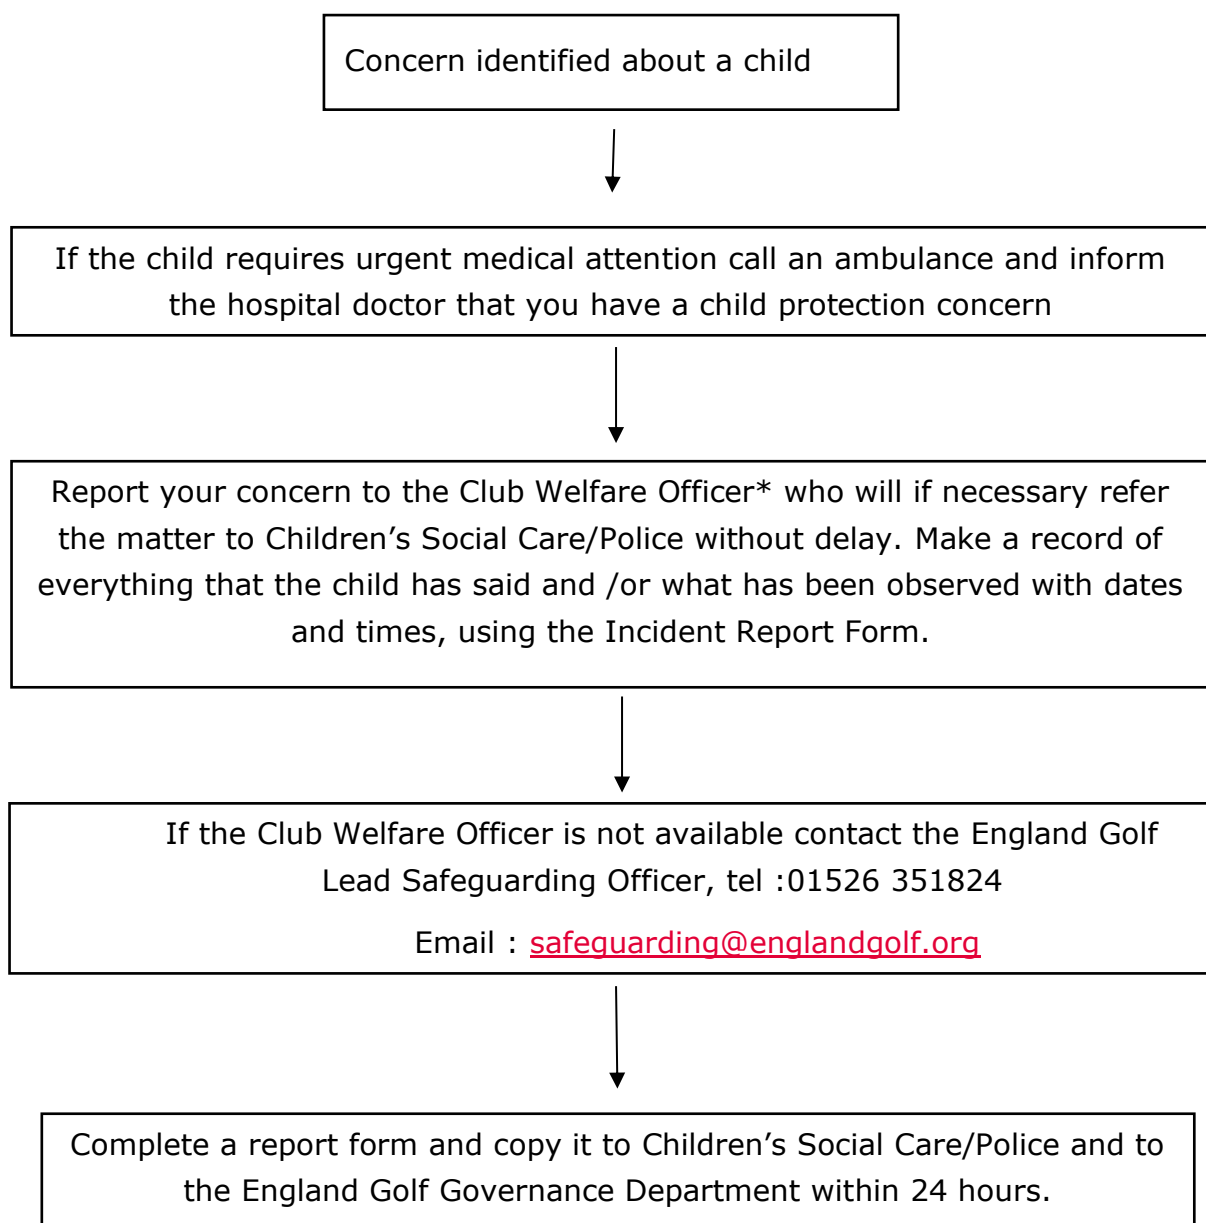 Concern identified about a child
If the child requires urgent medical attention call an ambulance and inform
the hospital doctor that you have a child protection concern
Report your concern to the Club Welfare Officer* who will if necessary refer
the matter to Children’s Social Care/Police without delay. Make a record of
everything that the child has said and /or what has been observed with dates
and times, using the Incident Report Form.
If the Club Welfare Officer is not available contact the England Golf
Lead Safeguarding Officer, tel :01526 351824
Email : safeguarding@englandgolf.org
Complete a report form and copy it to Children’s Social Care/Police and to
the England Golf Governance Department within 24 hours.